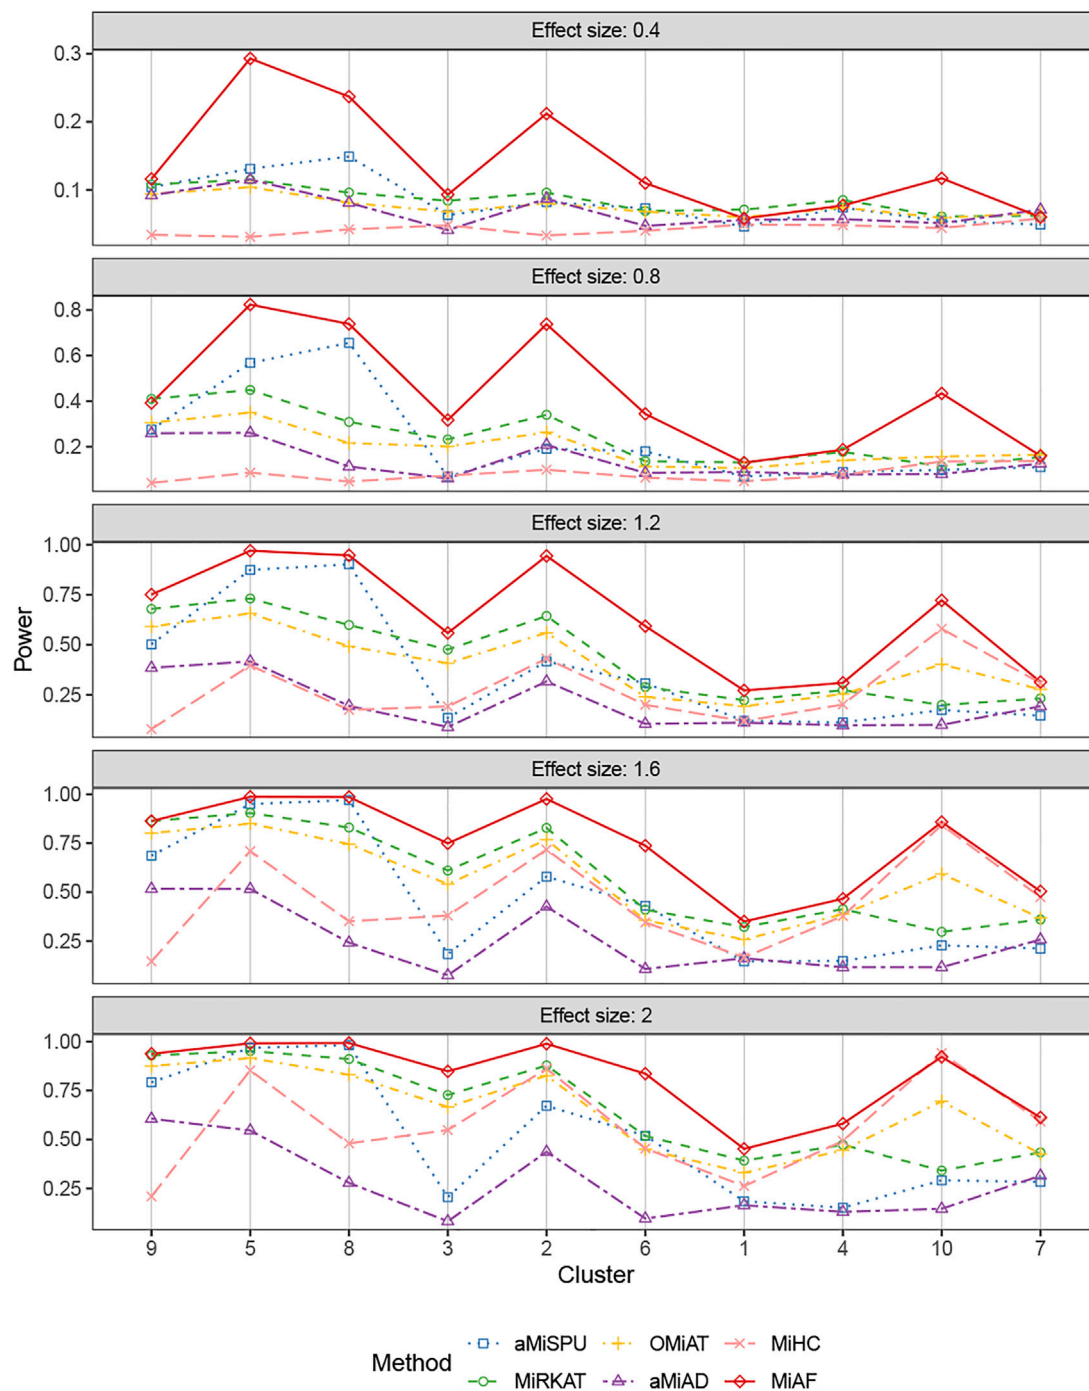 Effect size: 0.4
0.3
0.2
0.1
Effect size: 0.8
0.8
0.6
0.4
0.2
Effect size: 1.2
1.00
0.75
0.50
0.25
Power
Effect size: 1.6
1.00
0.75
0.50
0.25
Effect size: 2
1.00
0.75
0.50
0.25
9 5 8 3 2 6 1 4 10 7
Cluster
Method
aMiSPU OMiAT MiHC
MiRKAT aMiAD MiAF